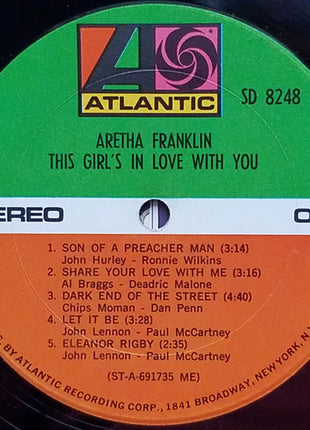 ATLANTIC
SD 8248
ARETHA FRANKLIN
THIS GIRL'S IN LOVE WITH YOU
1. SON OF A PREACHER MAN (3:14)
John Hurley - Ronnie Wilkins
2. SHARE YOUR LOVE WITH ME (3:16)
Al Braggs - Deadric Malone
3. DARK END OF THE STREET (4:40)
Chips Moman - Dan Penn
4. LET IT BE (3:28)
John Lennon - Paul McCartney
5. ELEANOR RIGBY (2:35)
John Lennon - Paul McCartney
(ST-A-691735 ME)
BY ATLANTIC RECORDING CORP., 1841 BROADWAY, NEW YORK, N.